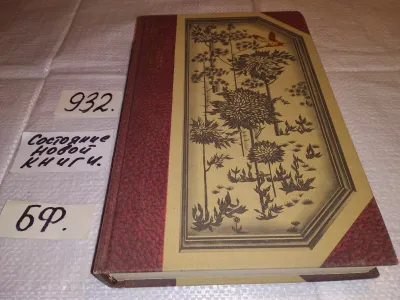 932.
Состояние
новой
книги.
БФ.